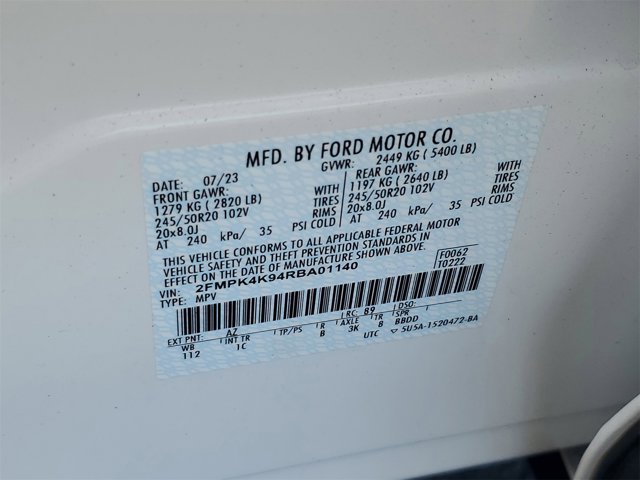 MFD. BY FORD MOTOR CO.
DATE: 07/23 GVWR: 2449 KG ( 5400 LB)
FRONT GAWR: REAR GAWR:
1279 KG ( 2820 LB) WITH 1197 KG ( 2640 LB) WITH
245/50R20 102V TIRES 245/50R20 102V TIRES
20x8.0J RIMS 20x8.0J RIMS
AT 240 kPa/ 35 PSI COLD AT 240 kPa/ 35 PSI COLD
THIS VEHICLE CONFORMS TO ALL APPLICABLE FEDERAL MOTOR
VEHICLE SAFETY AND THEFT PREVENTION STANDARDS IN
EFFECT ON THE DATE OF MANUFACTURE SHOWN ABOVE.
VIN: 2FMPK4K94RBA01140 F0062
TYPE: MPV T0222
EXT PNT: AZ RC: B9 DSO:
WB INT TR TP/PS R AXLE TR SPR
112 1C B 3K 8 BBDD
UTC 5U5A-1520472-BA